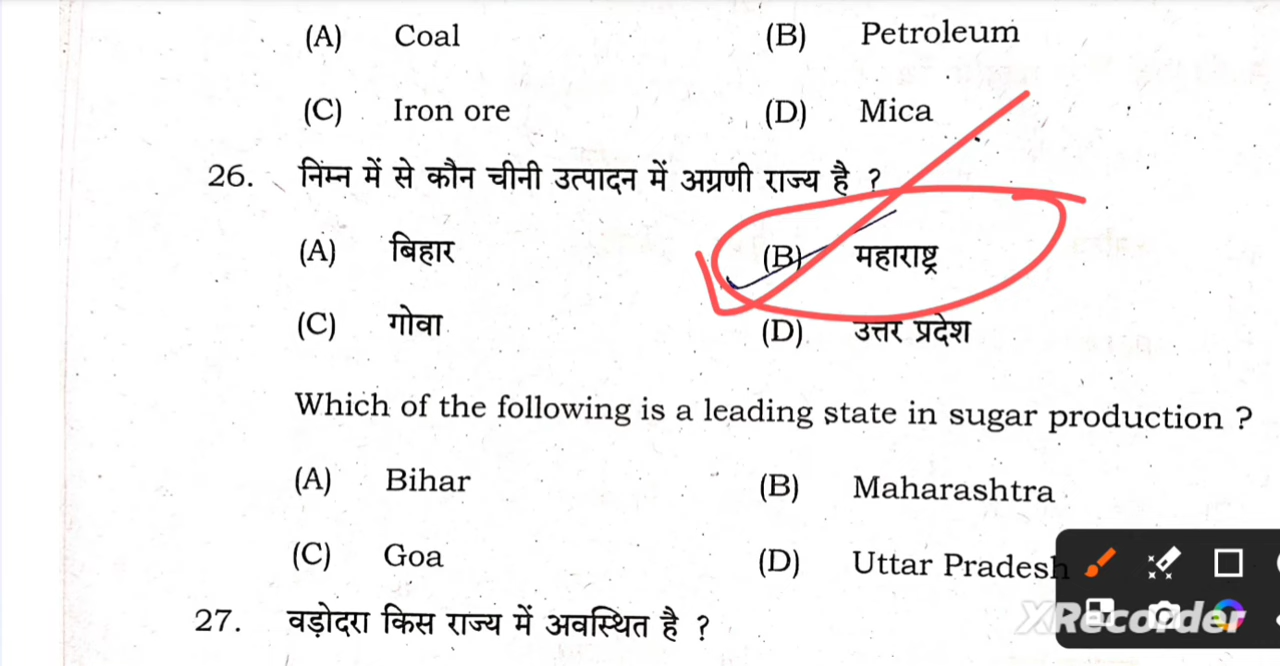 (A) Coal (B) Petroleum
(C) Iron ore (D) Mica
26. निम्न में से कौन चीनी उत्पादन में अग्रणी राज्य है ?
(A) बिहार (B) महाराष्ट्र
(C) गोवा (D) उत्तर प्रदेश
Which of the following is a leading state in sugar production ?
(A) Bihar (B) Maharashtra
(C) Goa (D) Uttar Pradesh
27. वड़ोदरा किस राज्य में अवस्थित है ?
XRecorder